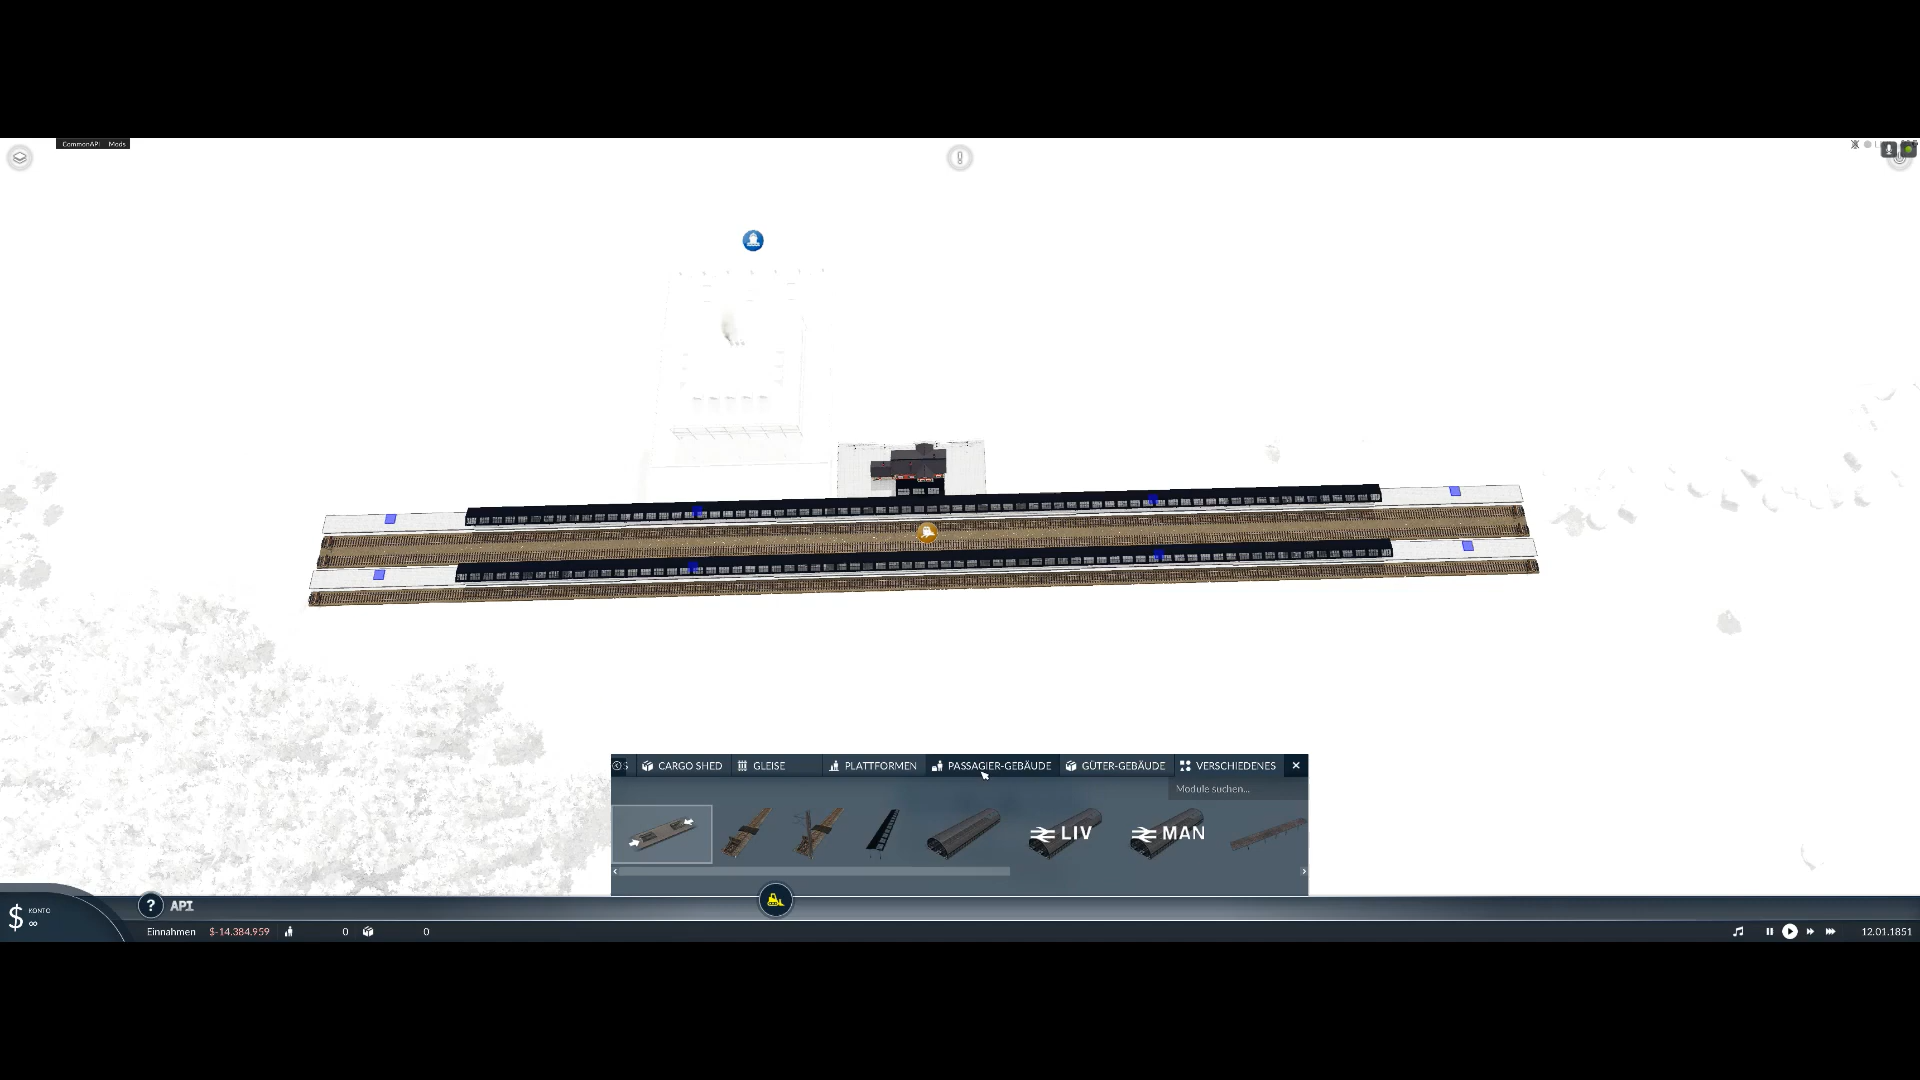 CommonAPI Mods
CARGO SHED GLEISE PLATTFORMEN PASSAGIER-GEBÄUDE GÜTER-GEBÄUDE VERSCHIEDENES
Module suchen...
LIV MAN
? API
$ KONTO
∞
Einnahmen $-14.384.959 0 0
12.01.1851